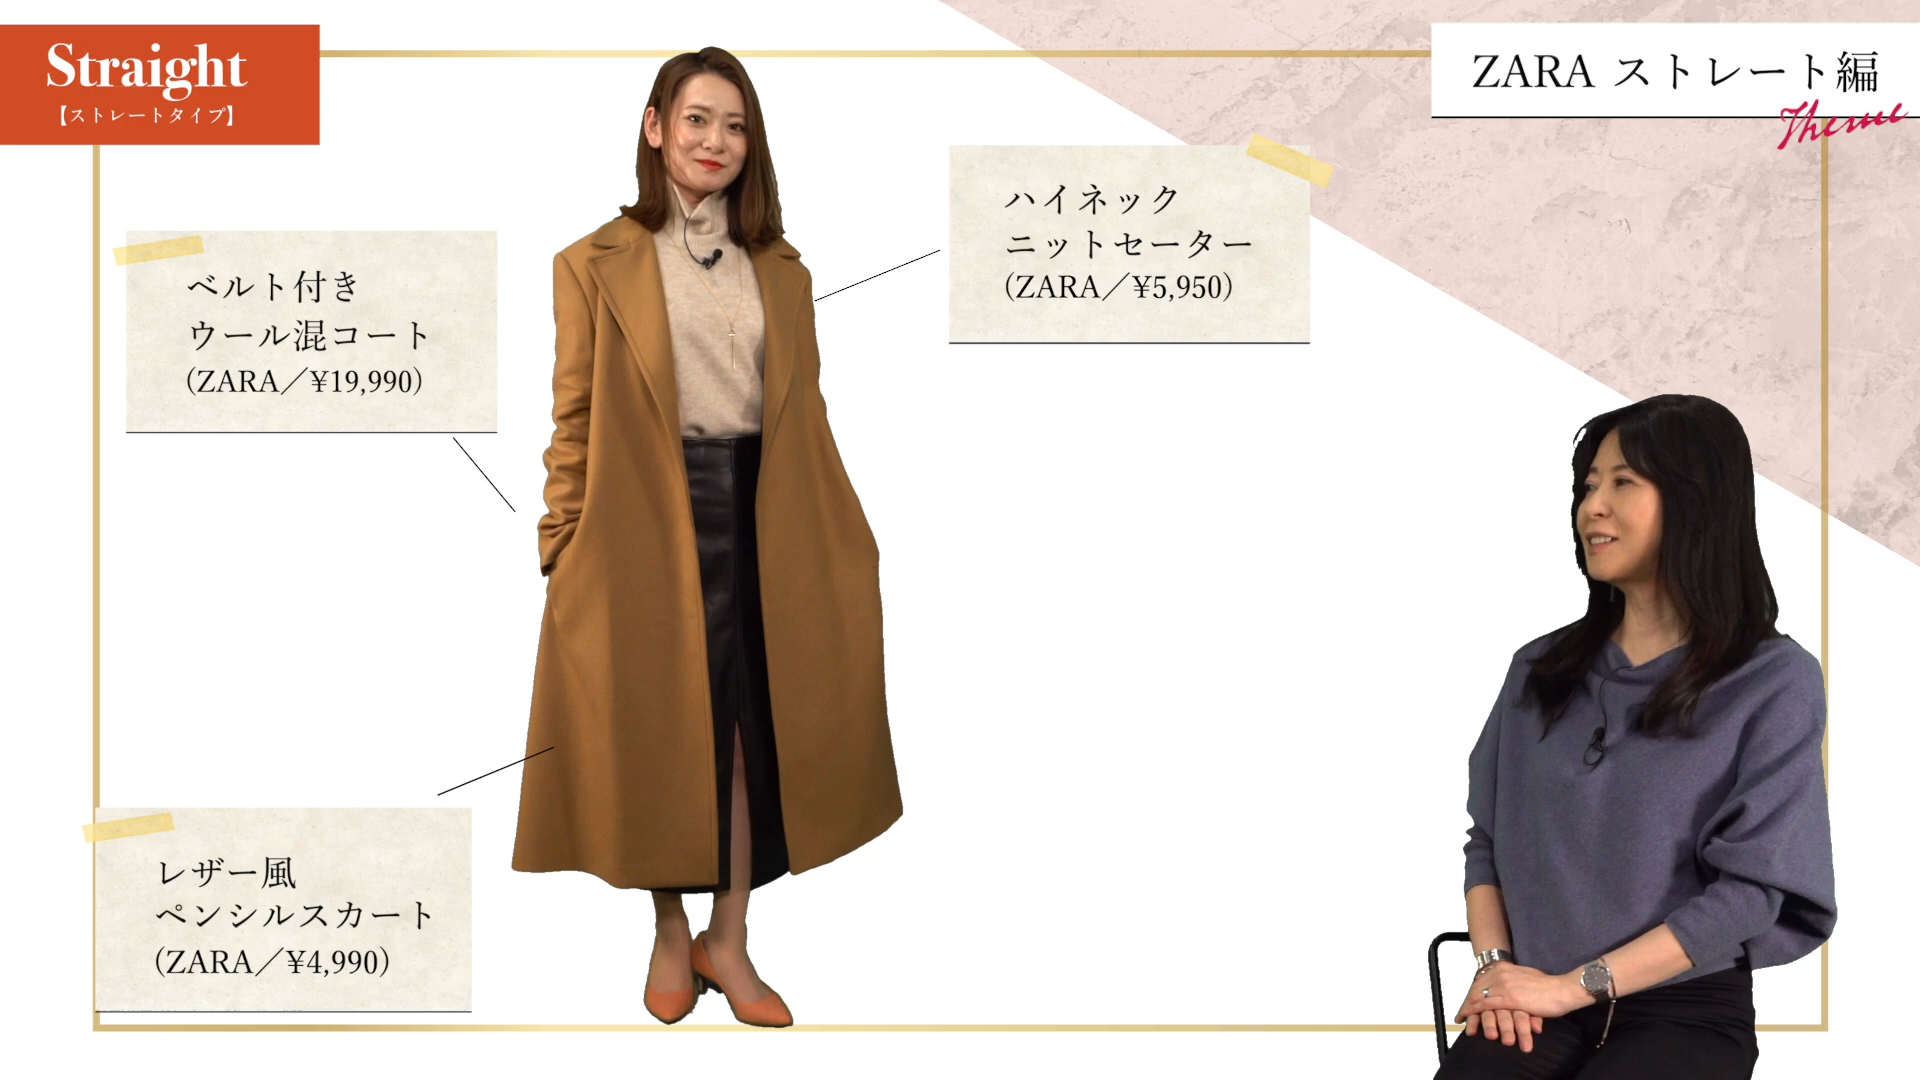 Straight
【ストレートタイプ】
ZARA ストレート編
Theme
ハイネック
ニットセーター
(ZARA／¥5,950)
ベルト付き
ウール混コート
(ZARA／¥19,990)
レザー風
ペンシルスカート
(ZARA／¥4,990)